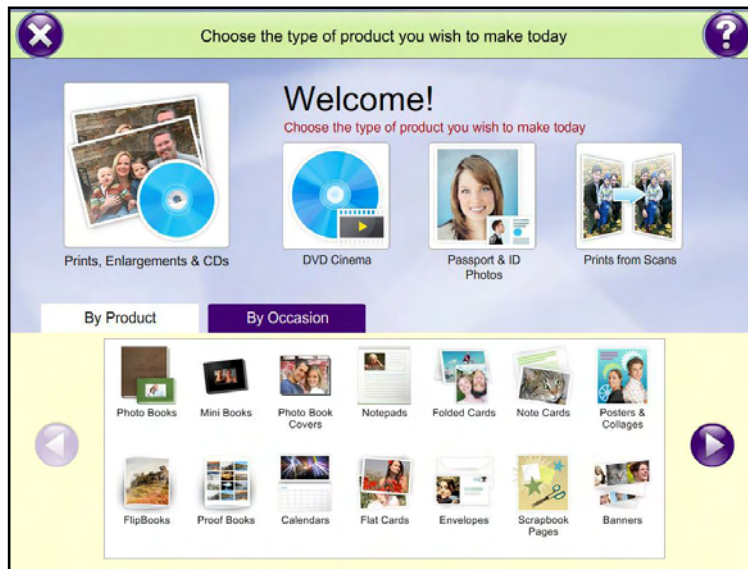 Choose the type of product you wish to make today
?
Welcome!
Choose the type of product you wish to make today
Prints, Enlargements & CDs
DVD Cinema
Passport & ID
Photos
Prints from Scans
By Product
By Occasion
Photo Books
Mini Books
Photo Book
Covers
Notepads
Folded Cards
Note Cards
Posters &
Collages
FlipBooks
Proof Books
Calendars
Flat Cards
Envelopes
Scrapbook
Pages
Banners